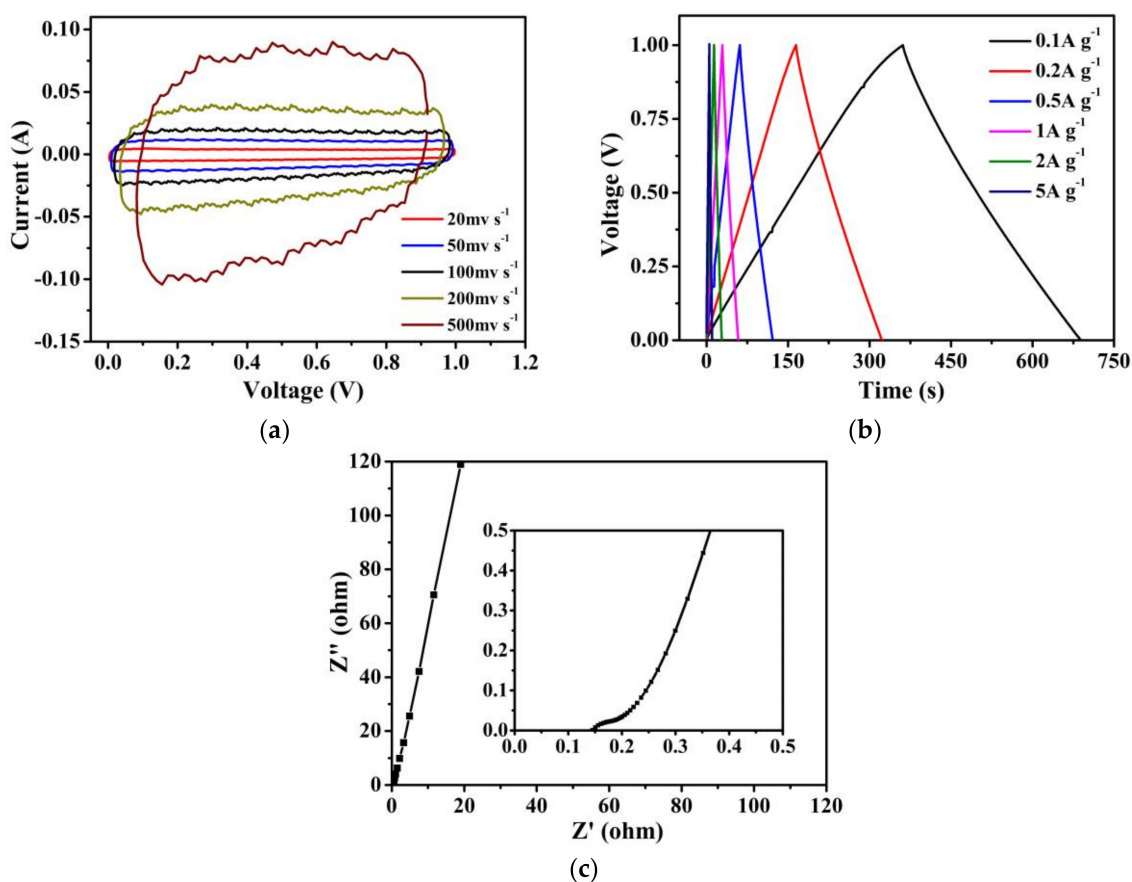 0.10
0.05
0.00
-0.05
-0.10
-0.15
Current (A)
20mv s⁻¹
50mv s⁻¹
100mv s⁻¹
200mv s⁻¹
500mv s⁻¹
0.0 0.2 0.4 0.6 0.8 1.0 1.2
Voltage (V)
(a)
1.00
0.75
0.50
0.25
0.00
Voltage (V)
0.1A g⁻¹
0.2A g⁻¹
0.5A g⁻¹
1A g⁻¹
2A g⁻¹
5A g⁻¹
0 150 300 450 600 750
Time (s)
(b)
120
100
80
60
40
20
0
Z'' (ohm)
0.5
0.4
0.3
0.2
0.1
0.0
0.0 0.1 0.2 0.3 0.4 0.5
0 20 40 60 80 100 120
Z' (ohm)
(c)